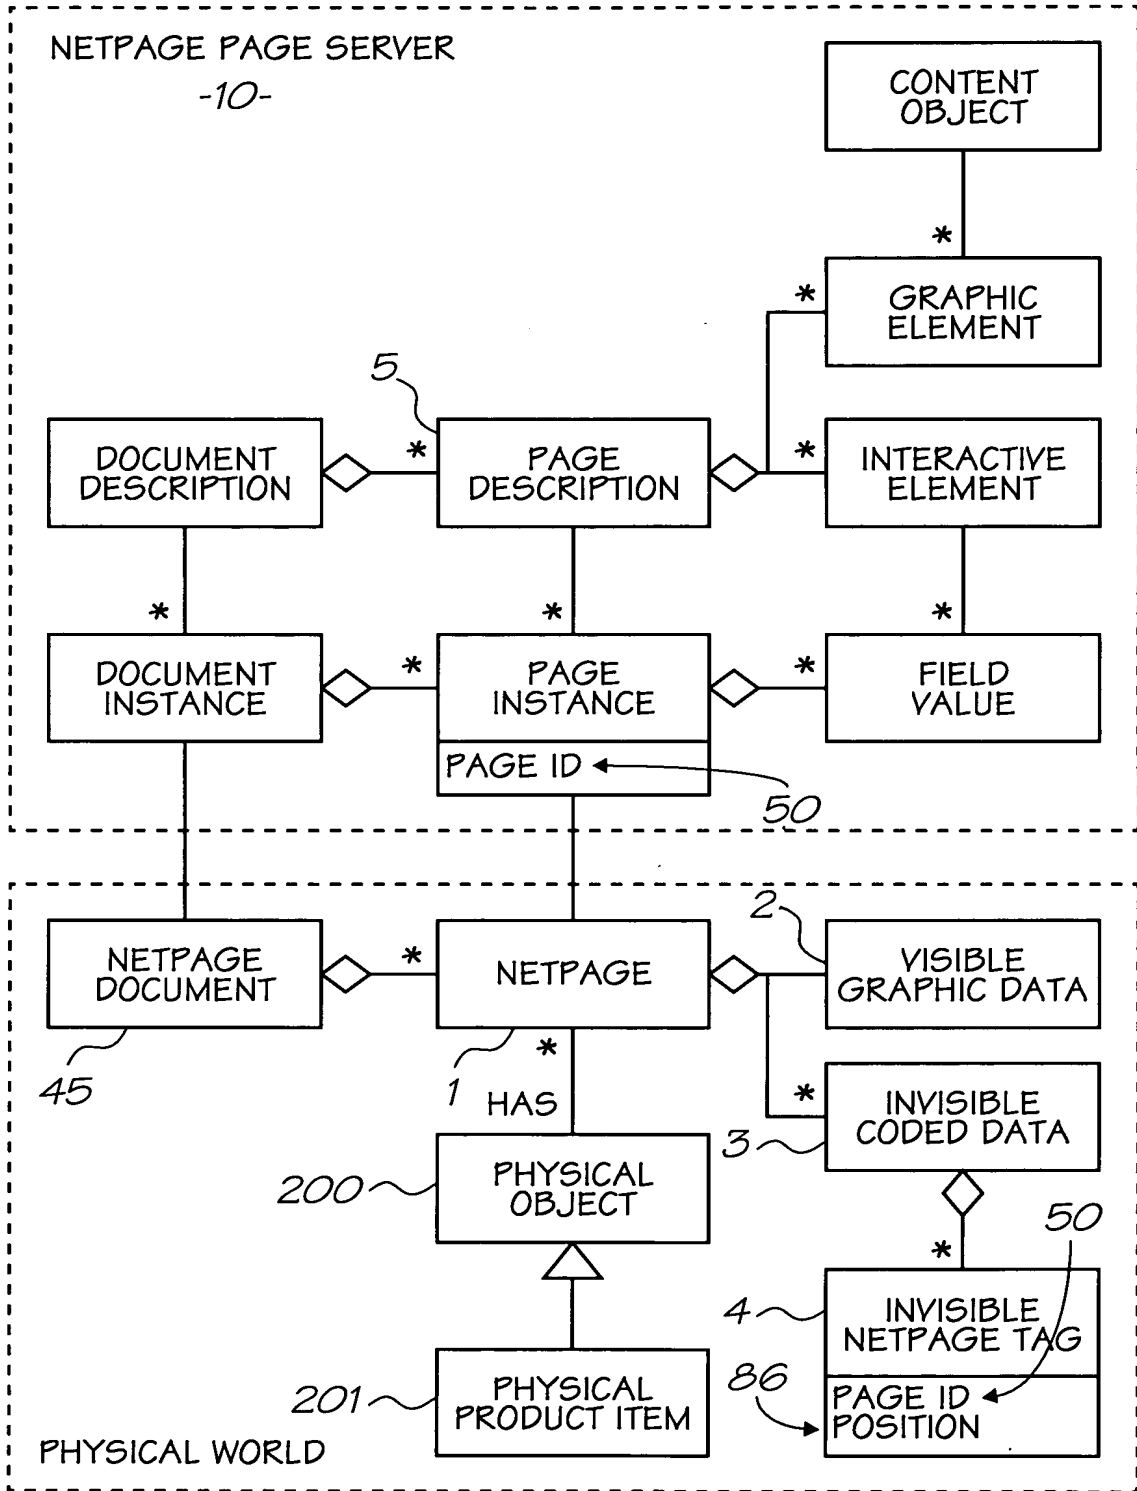 NETPAGE PAGE SERVER
-10-
CONTENT
OBJECT
*
GRAPHIC
ELEMENT
*
5
DOCUMENT
DESCRIPTION
*
PAGE
DESCRIPTION
*
INTERACTIVE
ELEMENT
*
*
*
DOCUMENT
INSTANCE
*
PAGE
INSTANCE
*
FIELD
VALUE
PAGE ID
50
NETPAGE
DOCUMENT
45
*
NETPAGE
1
2
VISIBLE
GRAPHIC DATA
*
HAS
*
INVISIBLE
CODED DATA
3
200
PHYSICAL
OBJECT
50
*
4
INVISIBLE
NETPAGE TAG
201
PHYSICAL
PRODUCT ITEM
86
PAGE ID
POSITION
PHYSICAL WORLD